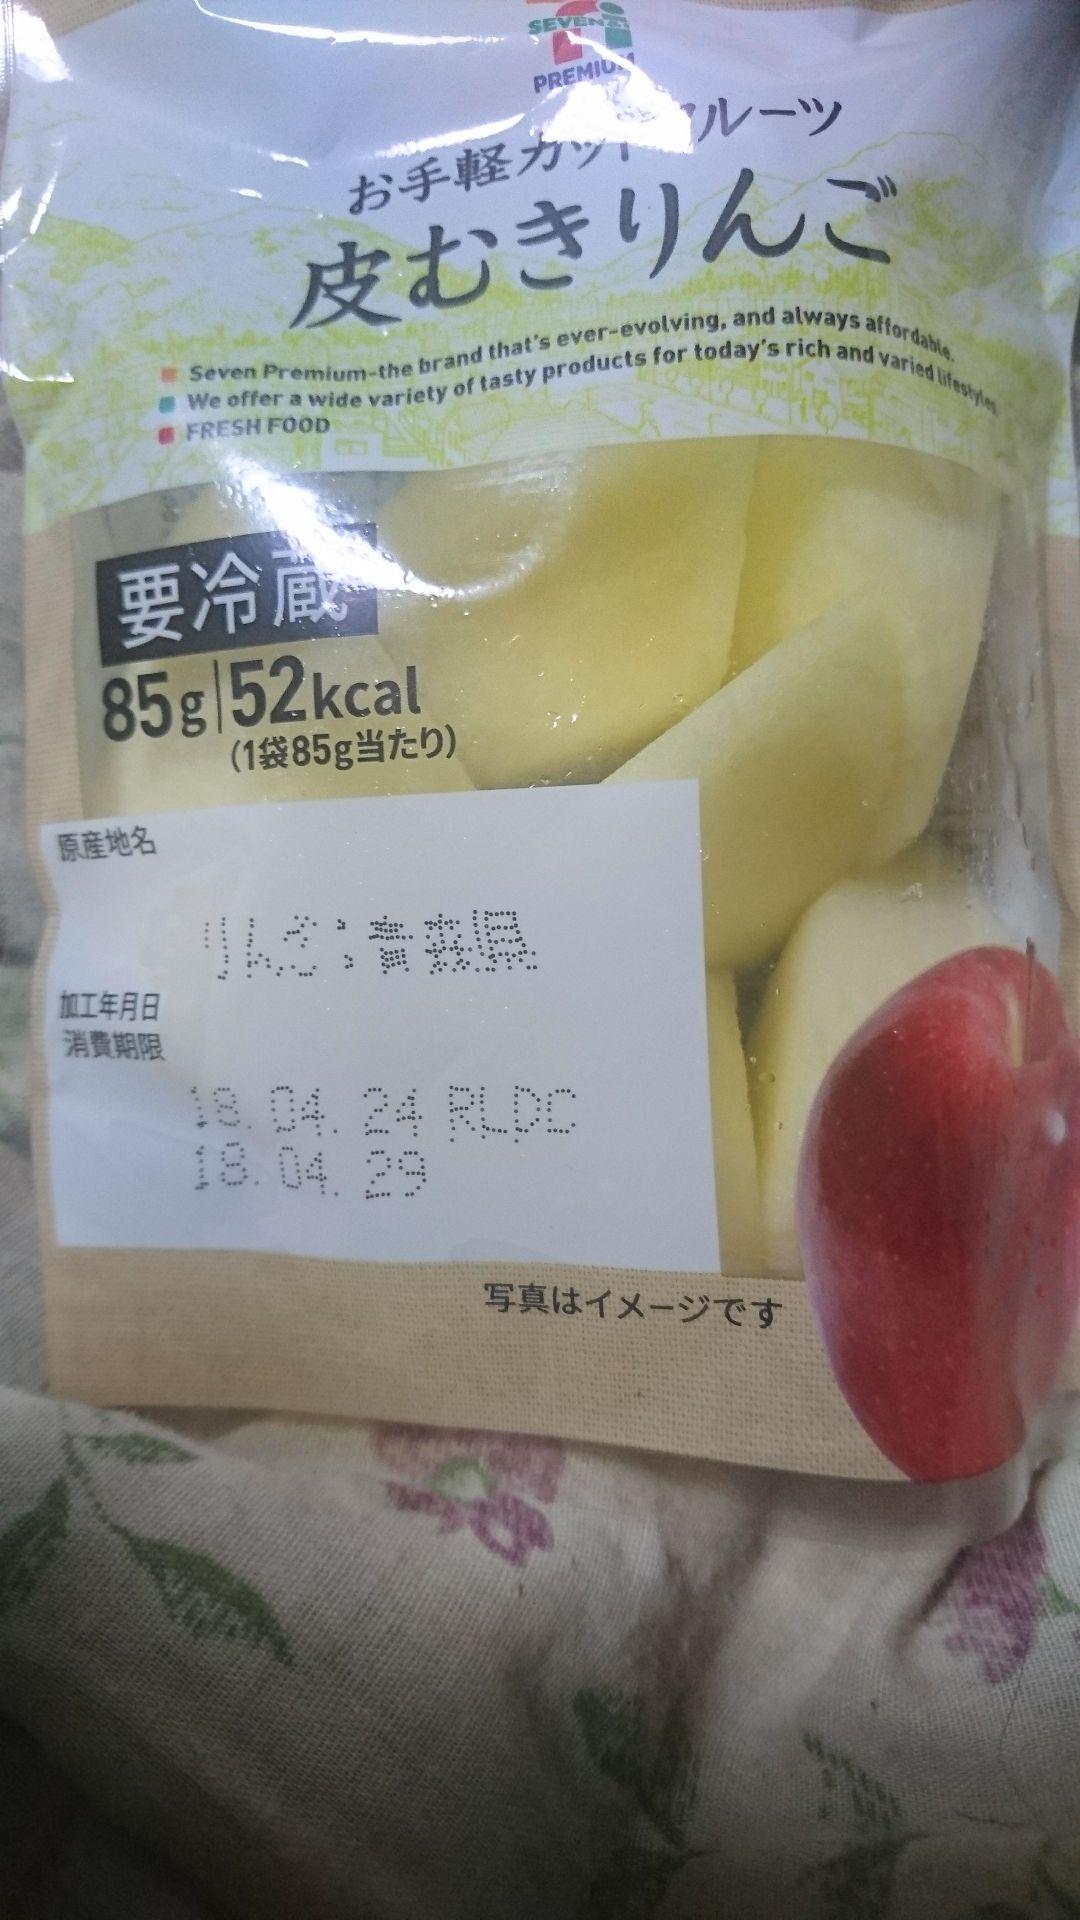 SEVEN&i
PREMIUM
お手軽カットフルーツ
皮むきりんご
Seven Premium-the brand that's ever-evolving, and always affordable.
We offer a wide variety of tasty products for today's rich and varied lifestyles.
FRESH FOOD
要冷蔵
85g 52kcal
(1袋85g当たり)
原産地名
りんご:青森県
加工年月日
消費期限
18.04.24 RLDC
18.04.29
写真はイメージです